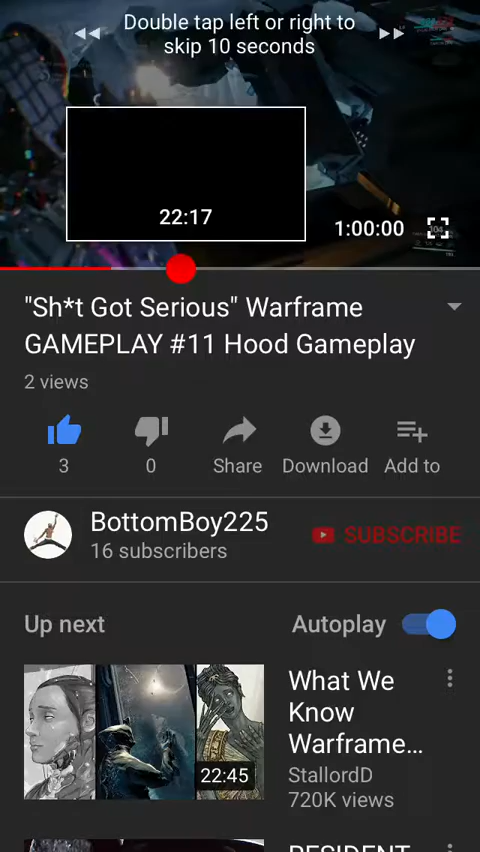 Double tap left or right to
skip 10 seconds
22:17
1:00:00
"Sh*t Got Serious" Warframe
GAMEPLAY #11 Hood Gameplay
2 views
3
0
Share
Download
Add to
BottomBoy225
16 subscribers
SUBSCRIBE
Up next
Autoplay
What We
Know
Warframe...
22:45
StallordD
720K views
RESIDENT